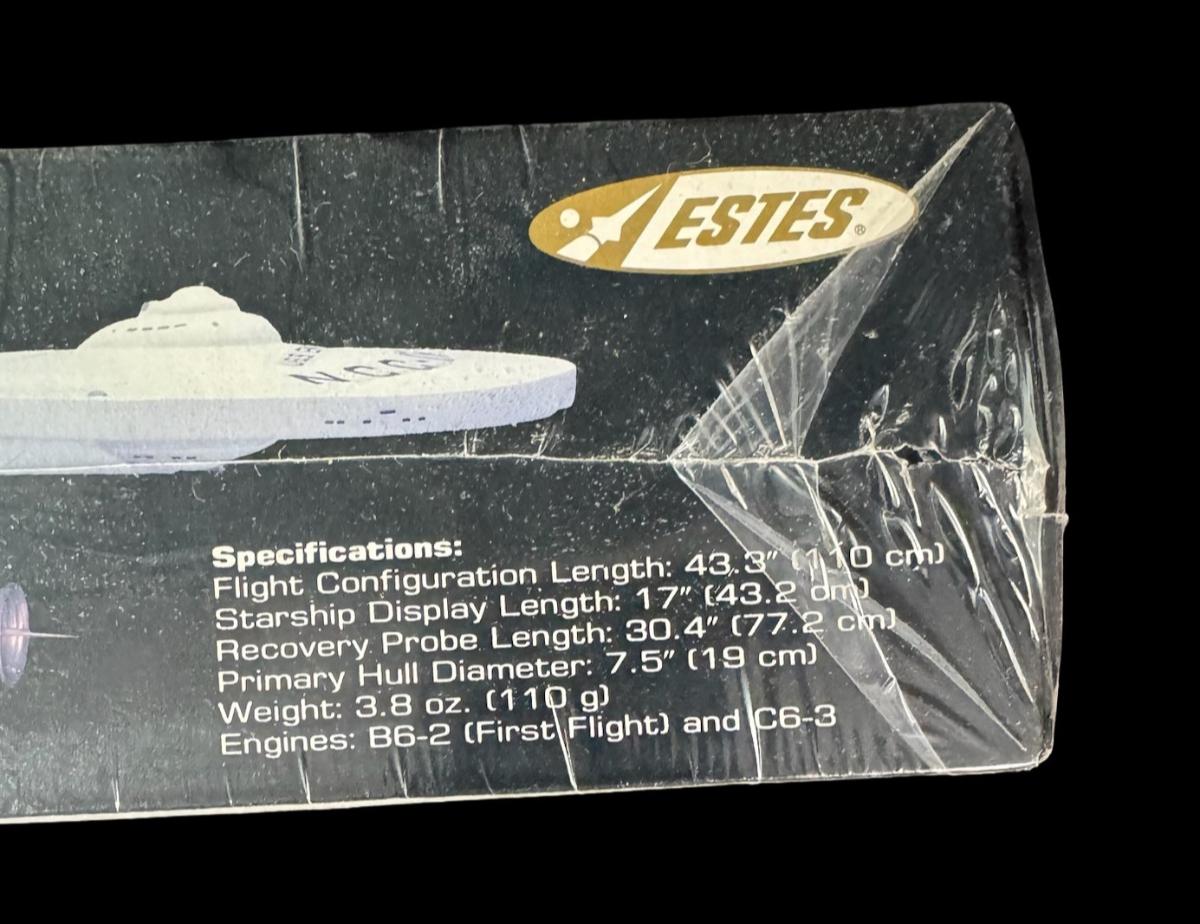 ESTES®
Specifications:
Flight Configuration Length: 43.3″ (110 cm)
Starship Display Length: 17″ (43.2 cm)
Recovery Probe Length: 30.4″ (77.2 cm)
Primary Hull Diameter: 7.5″ (19 cm)
Weight: 3.8 oz. (110 g)
Engines: B6-2 (First Flight) and C6-3